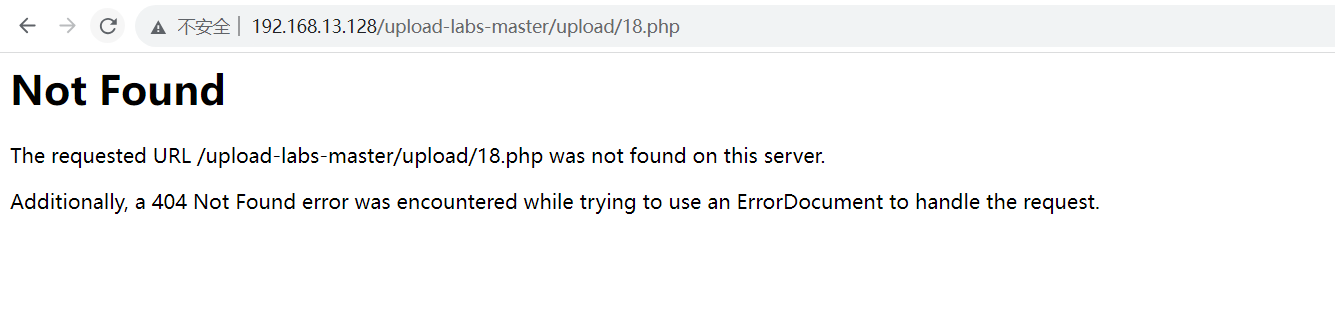 不安全 | 192.168.13.128/upload-labs-master/upload/18.php
Not Found
The requested URL /upload-labs-master/upload/18.php was not found on this server.
Additionally, a 404 Not Found error was encountered while trying to use an ErrorDocument to handle the request.